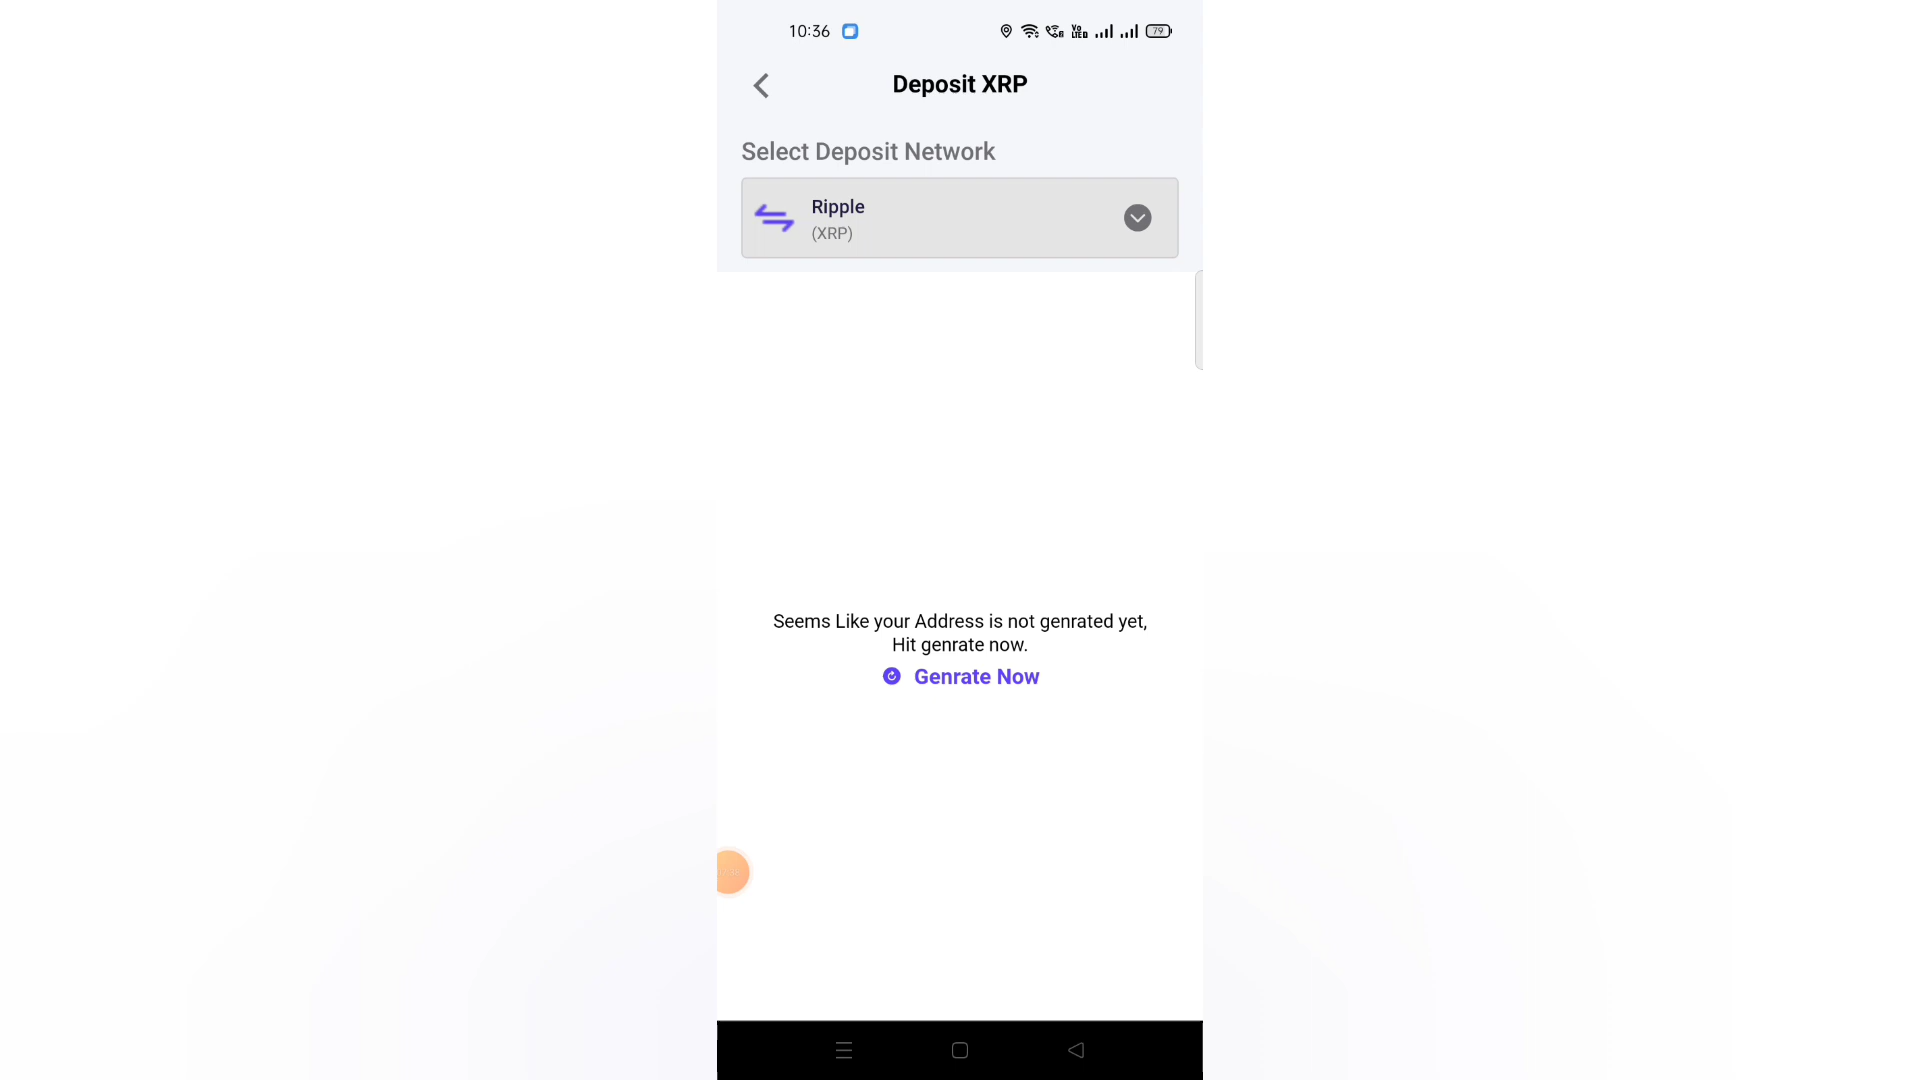 10:36
79
Deposit XRP
Select Deposit Network
Ripple
(XRP)
Seems Like your Address is not genrated yet,
Hit genrate now.
Genrate Now